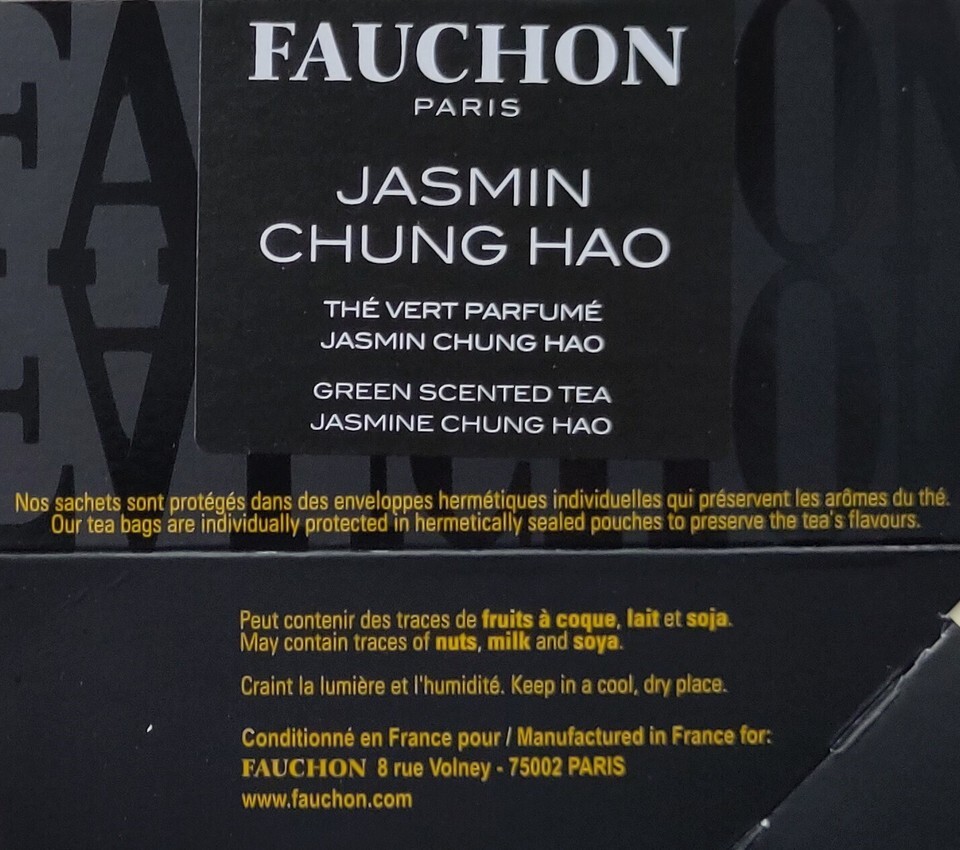 FAUCHON
PARIS
JASMIN
CHUNG HAO
THÉ VERT PARFUMÉ
JASMIN CHUNG HAO
GREEN SCENTED TEA
JASMINE CHUNG HAO
Nos sachets sont protégés dans des enveloppes hermétiques individuelles qui préservent les arômes du thé.
Our tea bags are individually protected in hermetically sealed pouches to preserve the tea's flavours.
Peut contenir des traces de fruits à coque, lait et soja.
May contain traces of nuts, milk and soya.
Craint la lumière et l'humidité. Keep in a cool, dry place.
Conditionné en France pour / Manufactured in France for:
FAUCHON 8 rue Volney - 75002 PARIS
www.fauchon.com